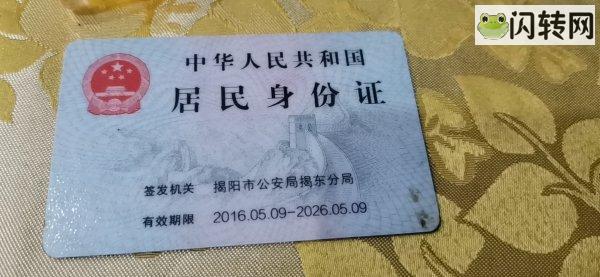 闪转网
中华人民共和国
居民身份证
签发机关 揭阳市公安局揭东分局
有效期限 2016.05.09-2026.05.09